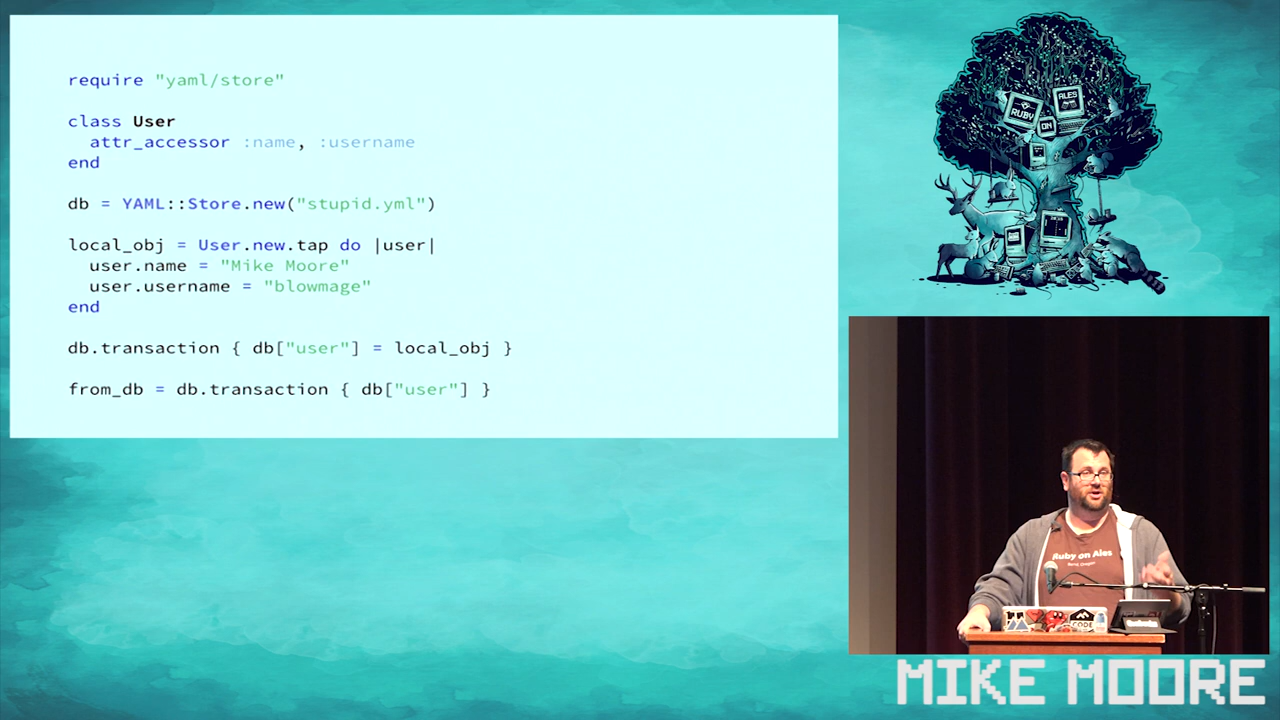 require "yaml/store"
class User
attr_accessor :name, :username
end
db = YAML::Store.new("stupid.yml")
local_obj = User.new.tap do |user|
user.name = "Mike Moore"
user.username = "blowmage"
end
db.transaction { db["user"] = local_obj }
from_db = db.transaction { db["user"] }
RUBY
ON
ALES
Ruby on Ales
Bend, Oregon
CODE
MIKE MOORE